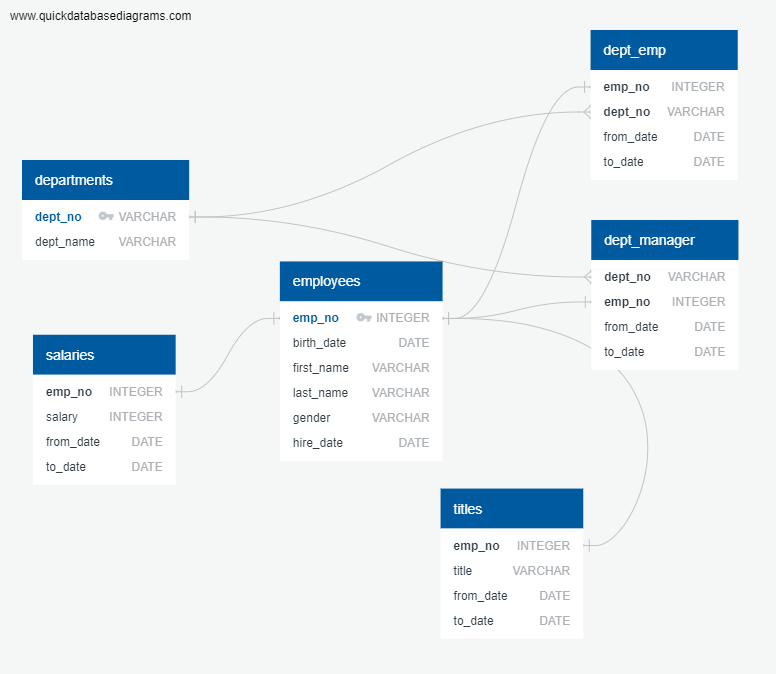 www.quickdatabasediagrams.com
dept_emp
emp_no INTEGER
dept_no VARCHAR
from_date DATE
to_date DATE
departments
dept_no VARCHAR
dept_name VARCHAR
dept_manager
dept_no VARCHAR
emp_no INTEGER
from_date DATE
to_date DATE
employees
emp_no INTEGER
birth_date DATE
first_name VARCHAR
last_name VARCHAR
gender VARCHAR
hire_date DATE
salaries
emp_no INTEGER
salary INTEGER
from_date DATE
to_date DATE
titles
emp_no INTEGER
title VARCHAR
from_date DATE
to_date DATE